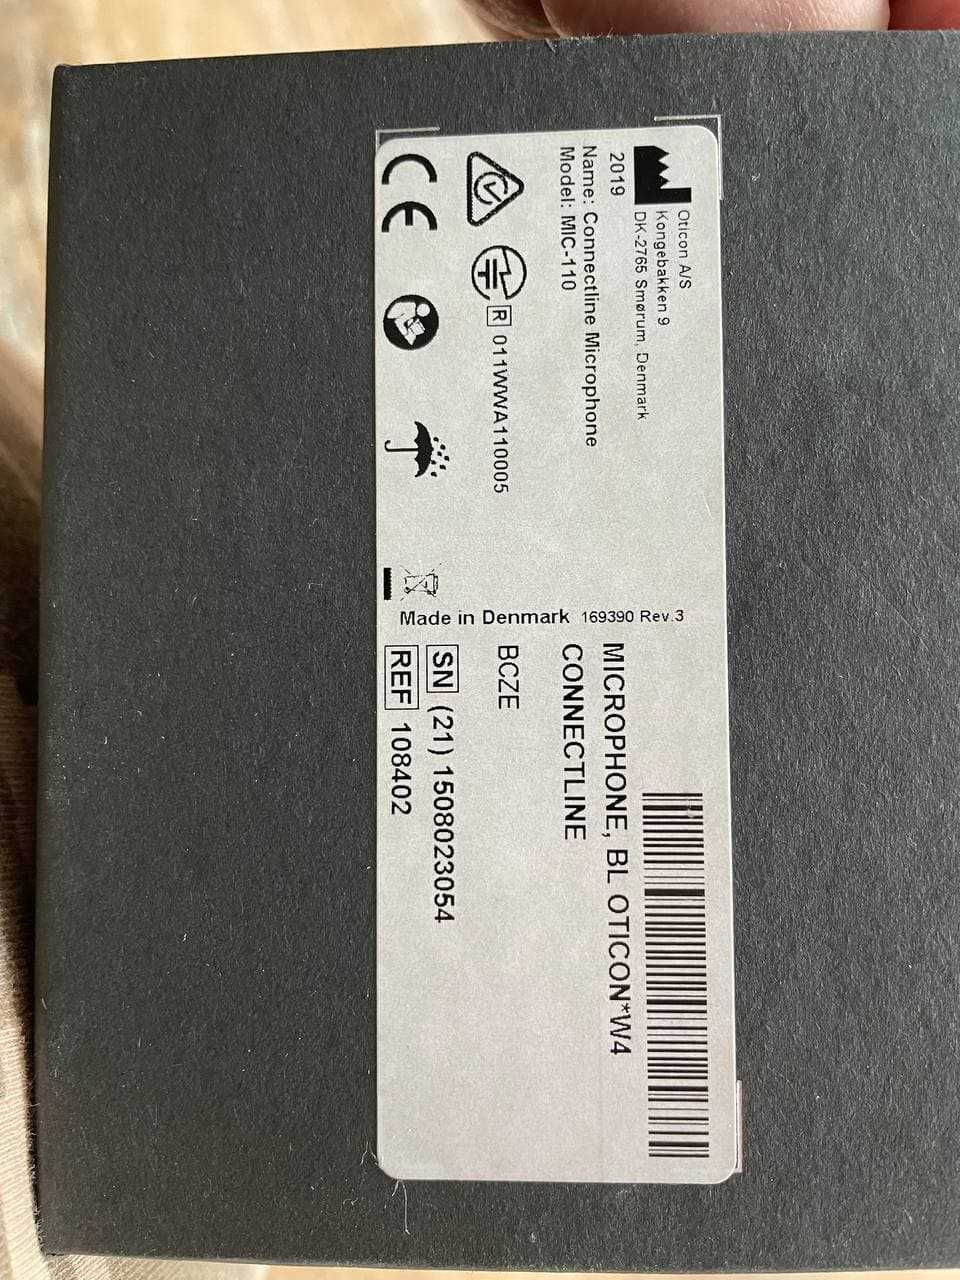 Oticon A/S
Kongebakken 9
DK-2765 Smørum, Denmark
2019
Name: Connectline Microphone
Model: MIC-110
R 011WWA110005
CE
Made in Denmark 169390 Rev.3
MICROPHONE, BL OTICON*W4
CONNECTLINE
BCZE
SN (21) 1508023054
REF 108402